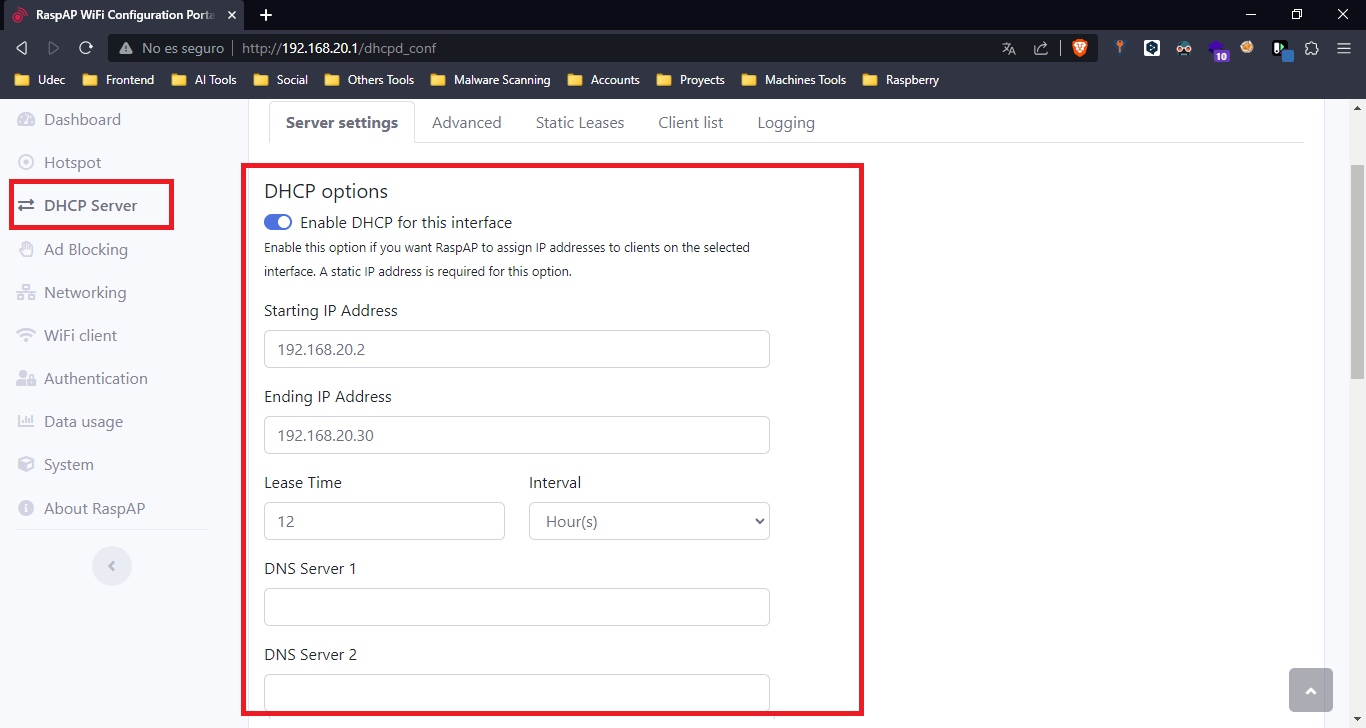 RaspAP WiFi Configuration Porta
No es seguro
http://192.168.20.1/dhcpd_conf
10
Udec
Frontend
AI Tools
Social
Others Tools
Malware Scanning
Accounts
Proyects
Machines Tools
Raspberry
Dashboard
Hotspot
DHCP Server
Ad Blocking
Networking
WiFi client
Authentication
Data usage
System
About RaspAP
Server settings
Advanced
Static Leases
Client list
Logging
DHCP options
Enable DHCP for this interface
Enable this option if you want RaspAP to assign IP addresses to clients on the selected
interface. A static IP address is required for this option.
Starting IP Address
192.168.20.2
Ending IP Address
192.168.20.30
Lease Time
Interval
12
Hour(s)
DNS Server 1
DNS Server 2